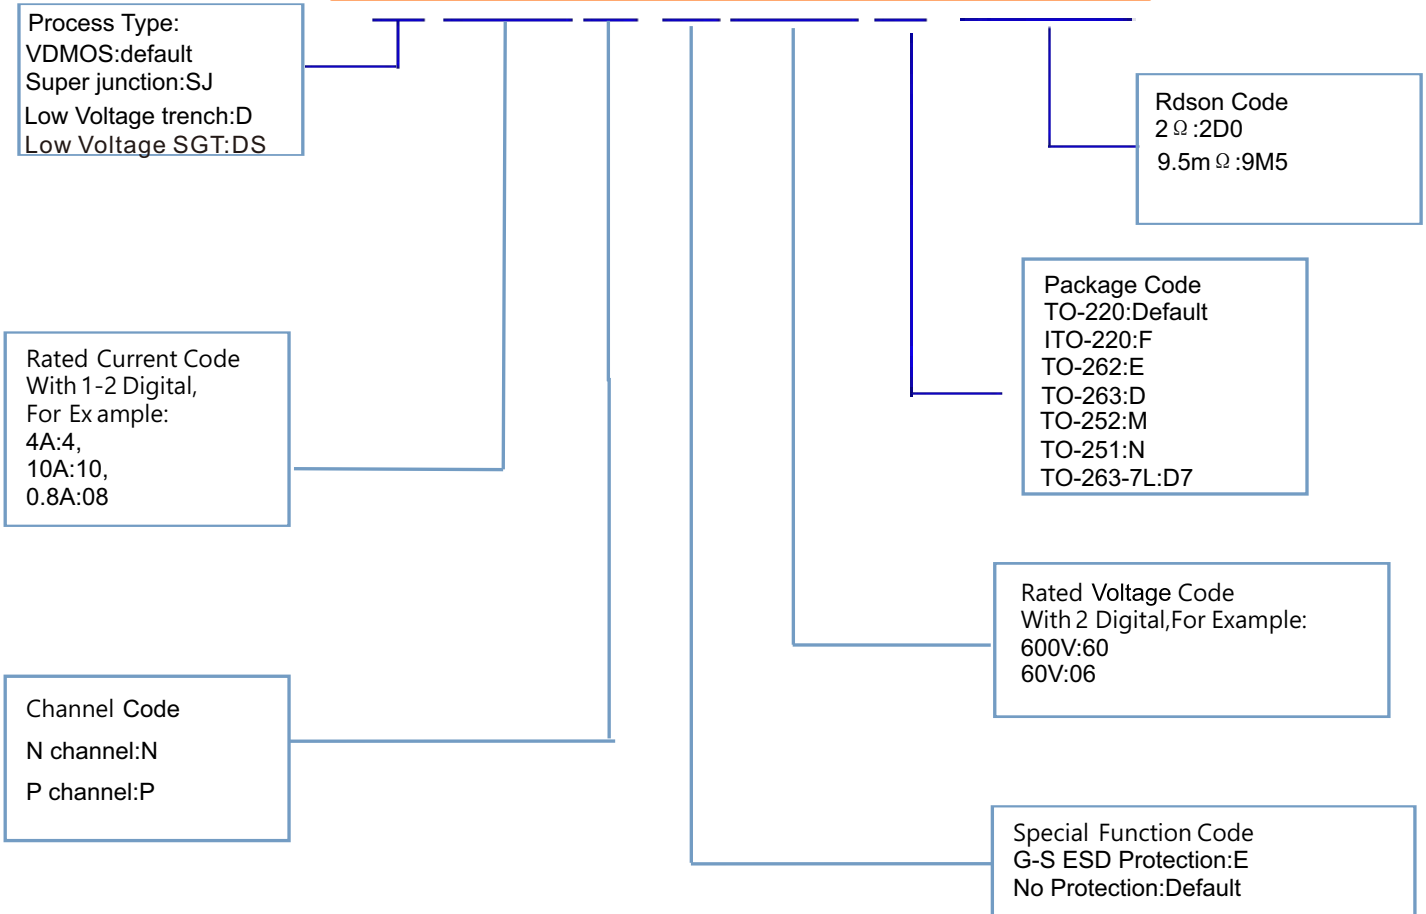 Process Type:
VDMOS:default
Super junction:SJ
Low Voltage trench:D
Low Voltage SGT:DS
Rdson Code
2Ω:2D0
9.5mΩ:9M5
Package Code
TO-220:Default
ITO-220:F
TO-262:E
TO-263:D
TO-252:M
TO-251:N
TO-263-7L:D7
Rated Current Code
With 1-2 Digital,
For Ex ample:
4A:4,
10A:10,
0.8A:08
Rated Voltage Code
With 2 Digital,For Example:
600V:60
60V:06
Channel Code
N channel:N
P channel:P
Special Function Code
G-S ESD Protection:E
No Protection:Default